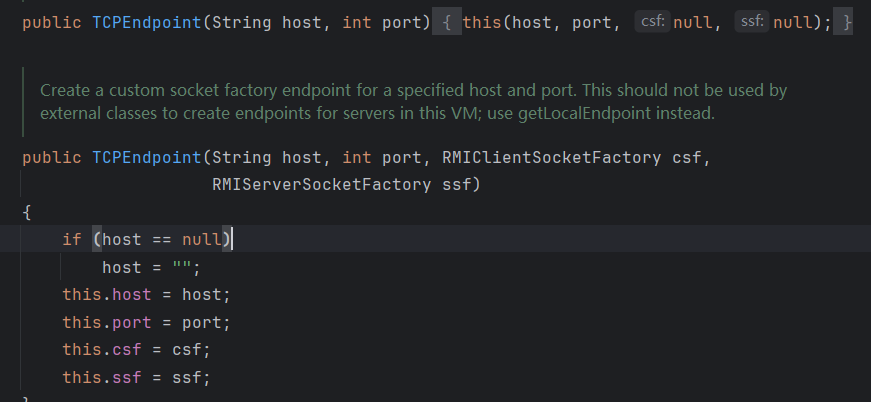 public TCPEndpoint(String host, int port) { this(host, port, csf: null, ssf: null); }
Create a custom socket factory endpoint for a specified host and port. This should not be used by
external classes to create endpoints for servers in this VM; use getLocalEndpoint instead.
public TCPEndpoint(String host, int port, RMIClientSocketFactory csf,
RMIServerSocketFactory ssf)
{
if (host == null)
host = "";
this.host = host;
this.port = port;
this.csf = csf;
this.ssf = ssf;
}